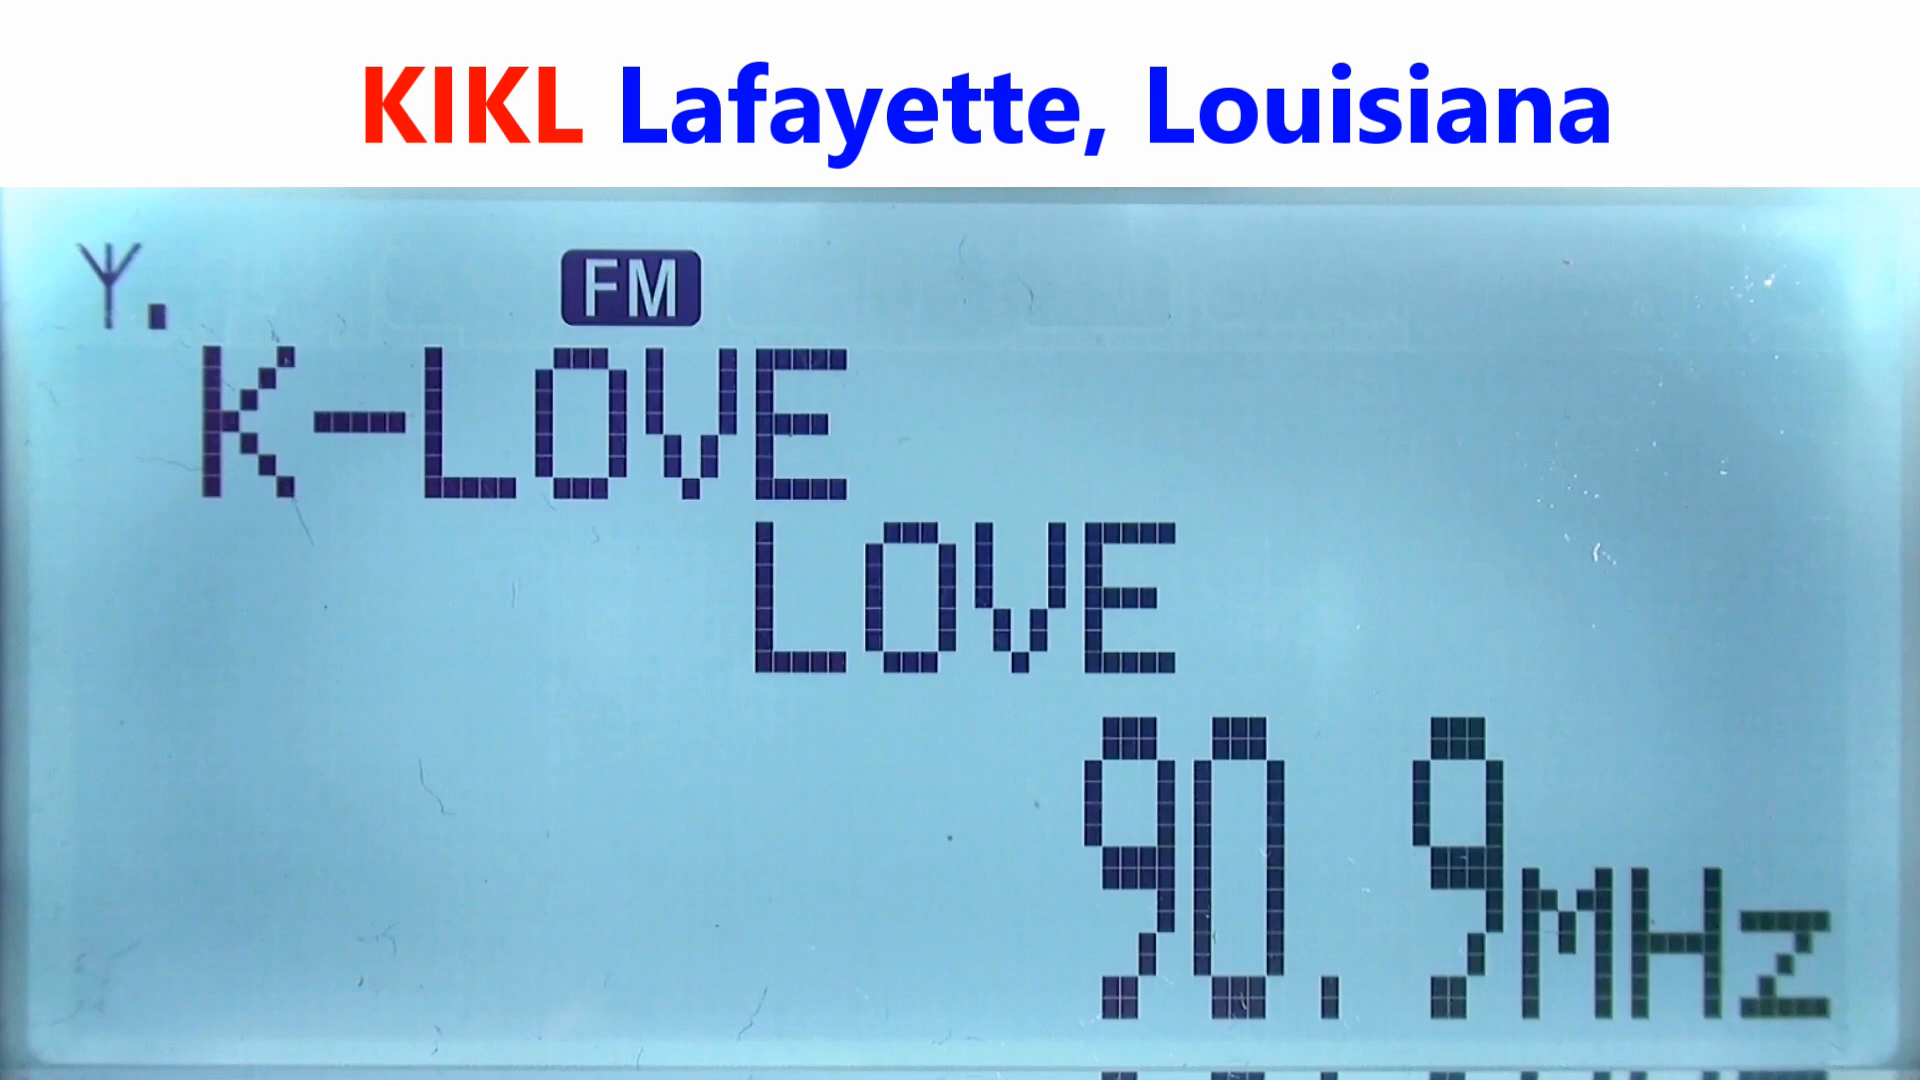 KIKL Lafayette, Louisiana
FM
K-LOVE
LOVE
90.9MHz